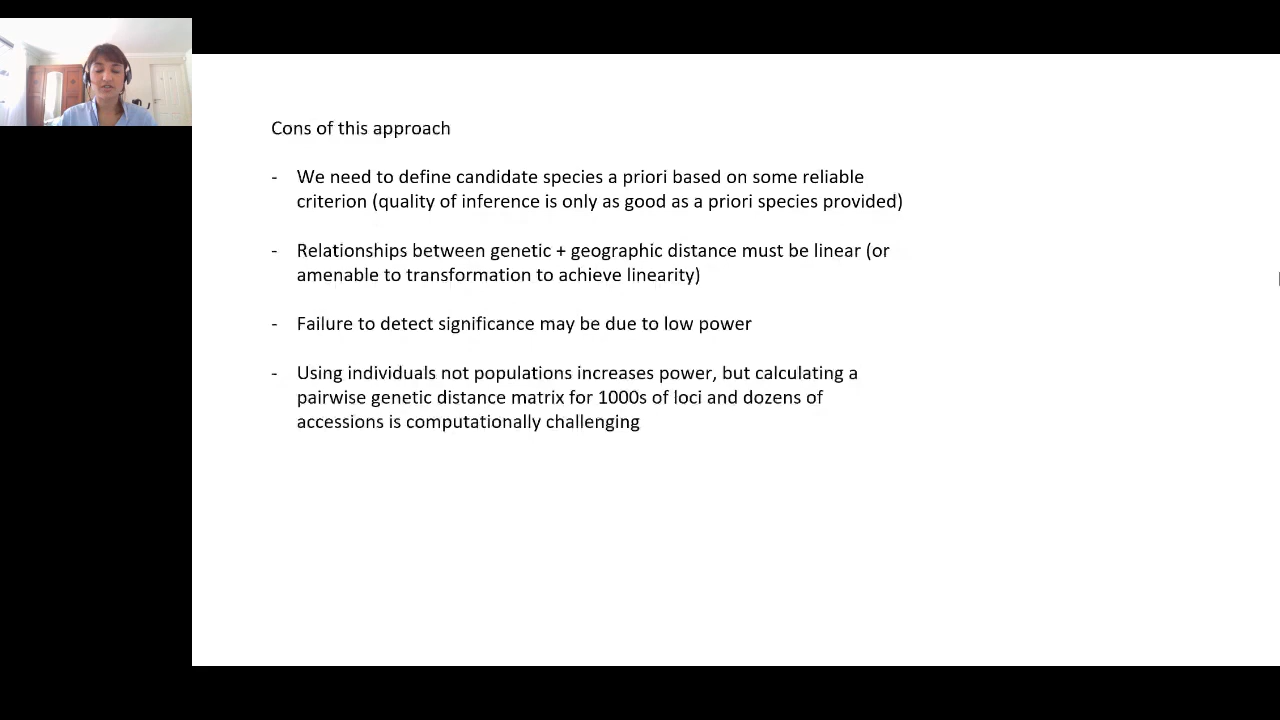 Cons of this approach
- We need to define candidate species a priori based on some reliable
criterion (quality of inference is only as good as a priori species provided)
- Relationships between genetic + geographic distance must be linear (or
amenable to transformation to achieve linearity)
- Failure to detect significance may be due to low power
- Using individuals not populations increases power, but calculating a
pairwise genetic distance matrix for 1000s of loci and dozens of
accessions is computationally challenging